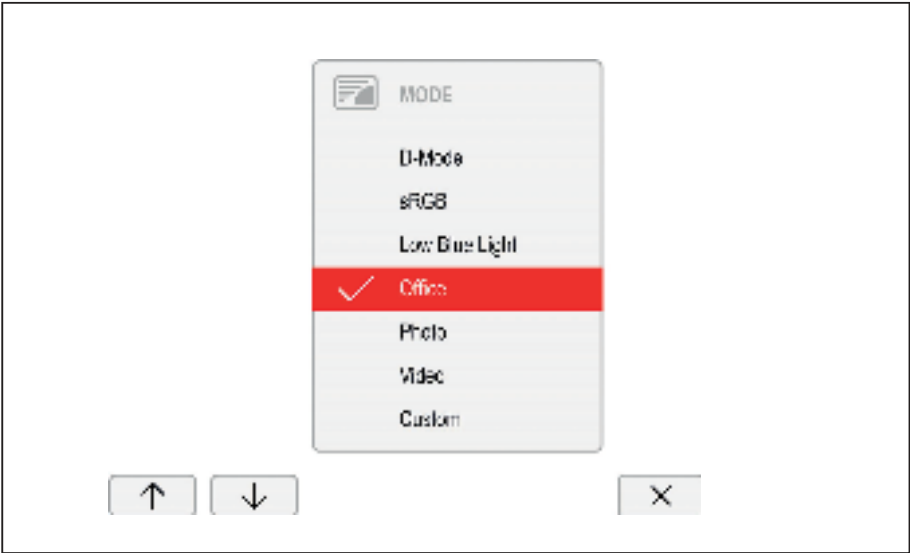 MODE
D-Mode
sRGB
Low Blue Light
Office
Photo
Video
Custom